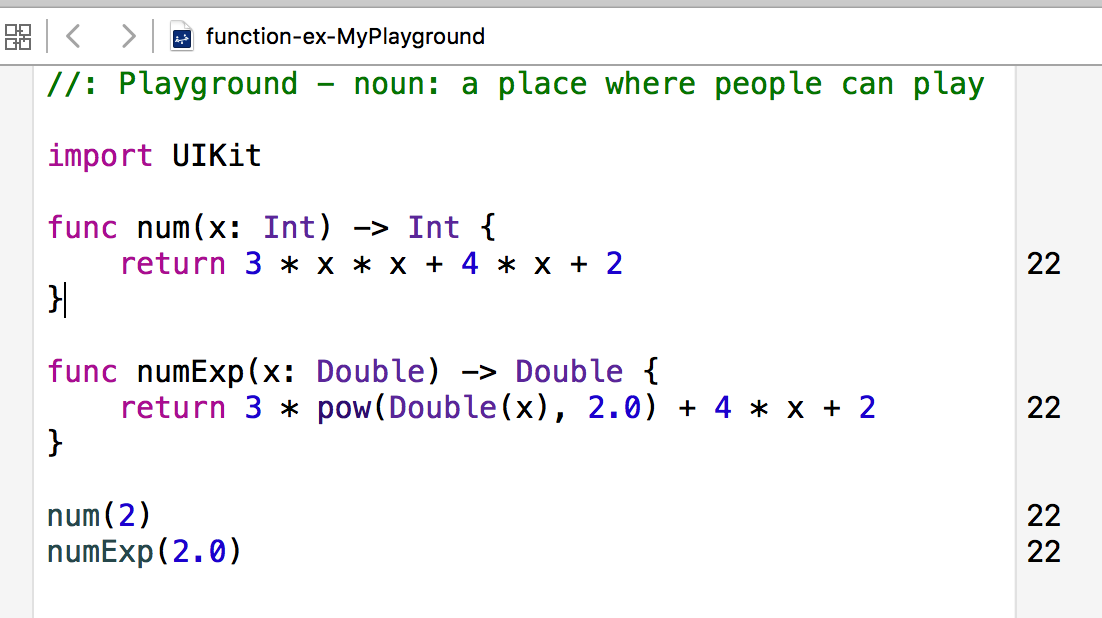 function-ex-MyPlayground
//: Playground – noun: a place where people can play
import UIKit
func num(x: Int) -> Int {
return 3 * x * x + 4 * x + 2 22
}
func numExp(x: Double) -> Double {
return 3 * pow(Double(x), 2.0) + 4 * x + 2 22
}
num(2) 22
numExp(2.0) 22